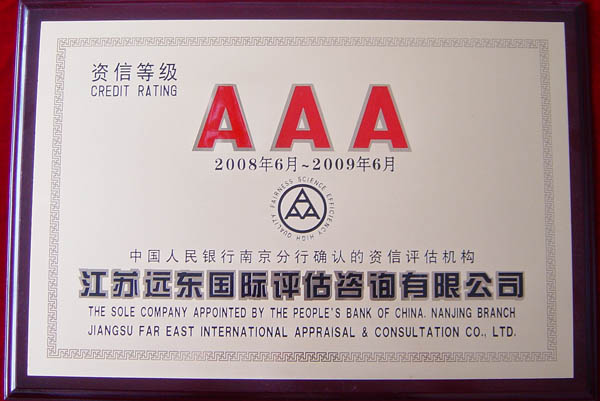 资信等级
CREDIT RATING
AAA
2008年6月~2009年6月
FAIRNESS SCIENCE EFFICIENCY HIGH QUALITY
中国人民银行南京分行确认的资信评估机构
江苏远东国际评估咨询有限公司
THE SOLE COMPANY APPOINTED BY THE PEOPLE'S BANK OF CHINA. NANJING BRANCH
JIANGSU FAR EAST INTERNATIONAL APPRAISAL & CONSULTATION CO., LTD.